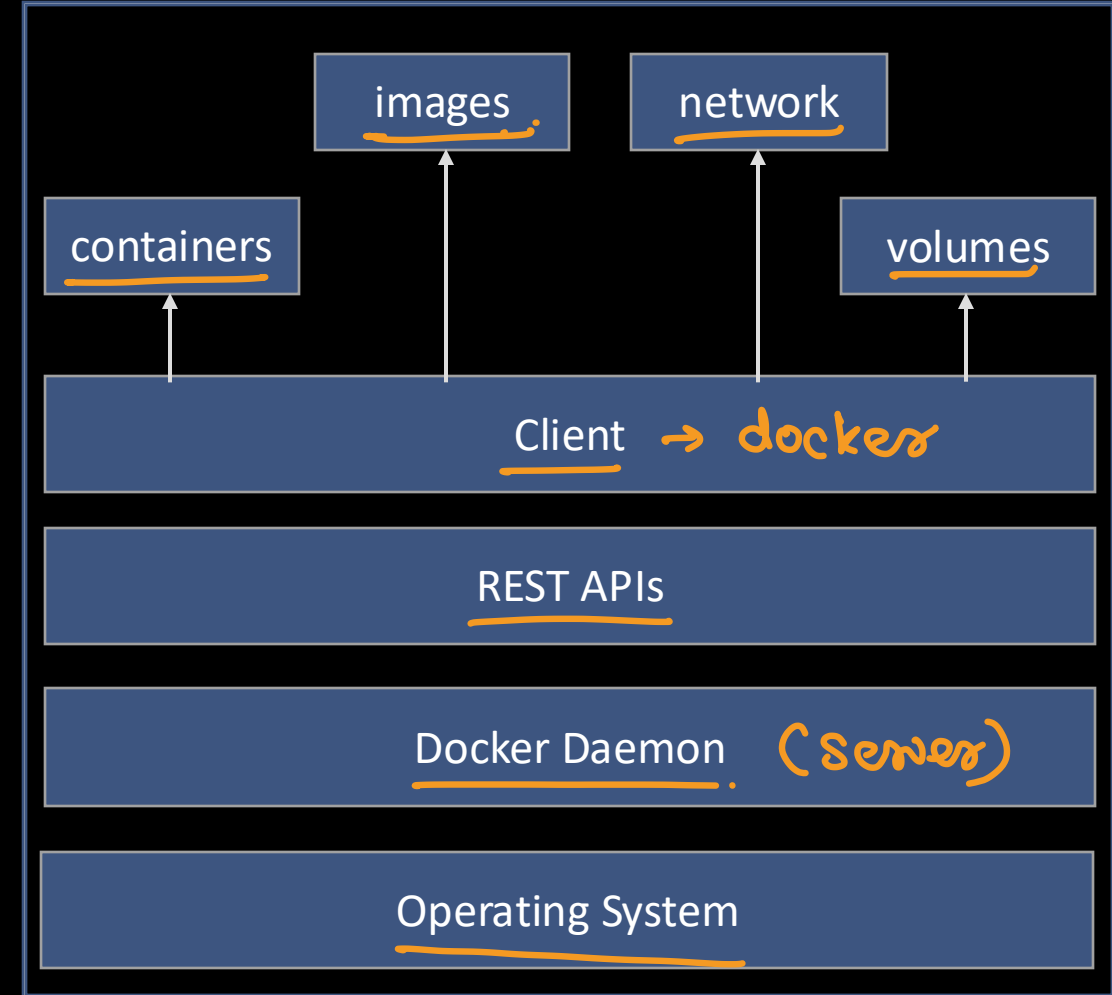 images
network
containers
volumes
Client → docker
REST APIs
Docker Daemon (Server)
Operating System